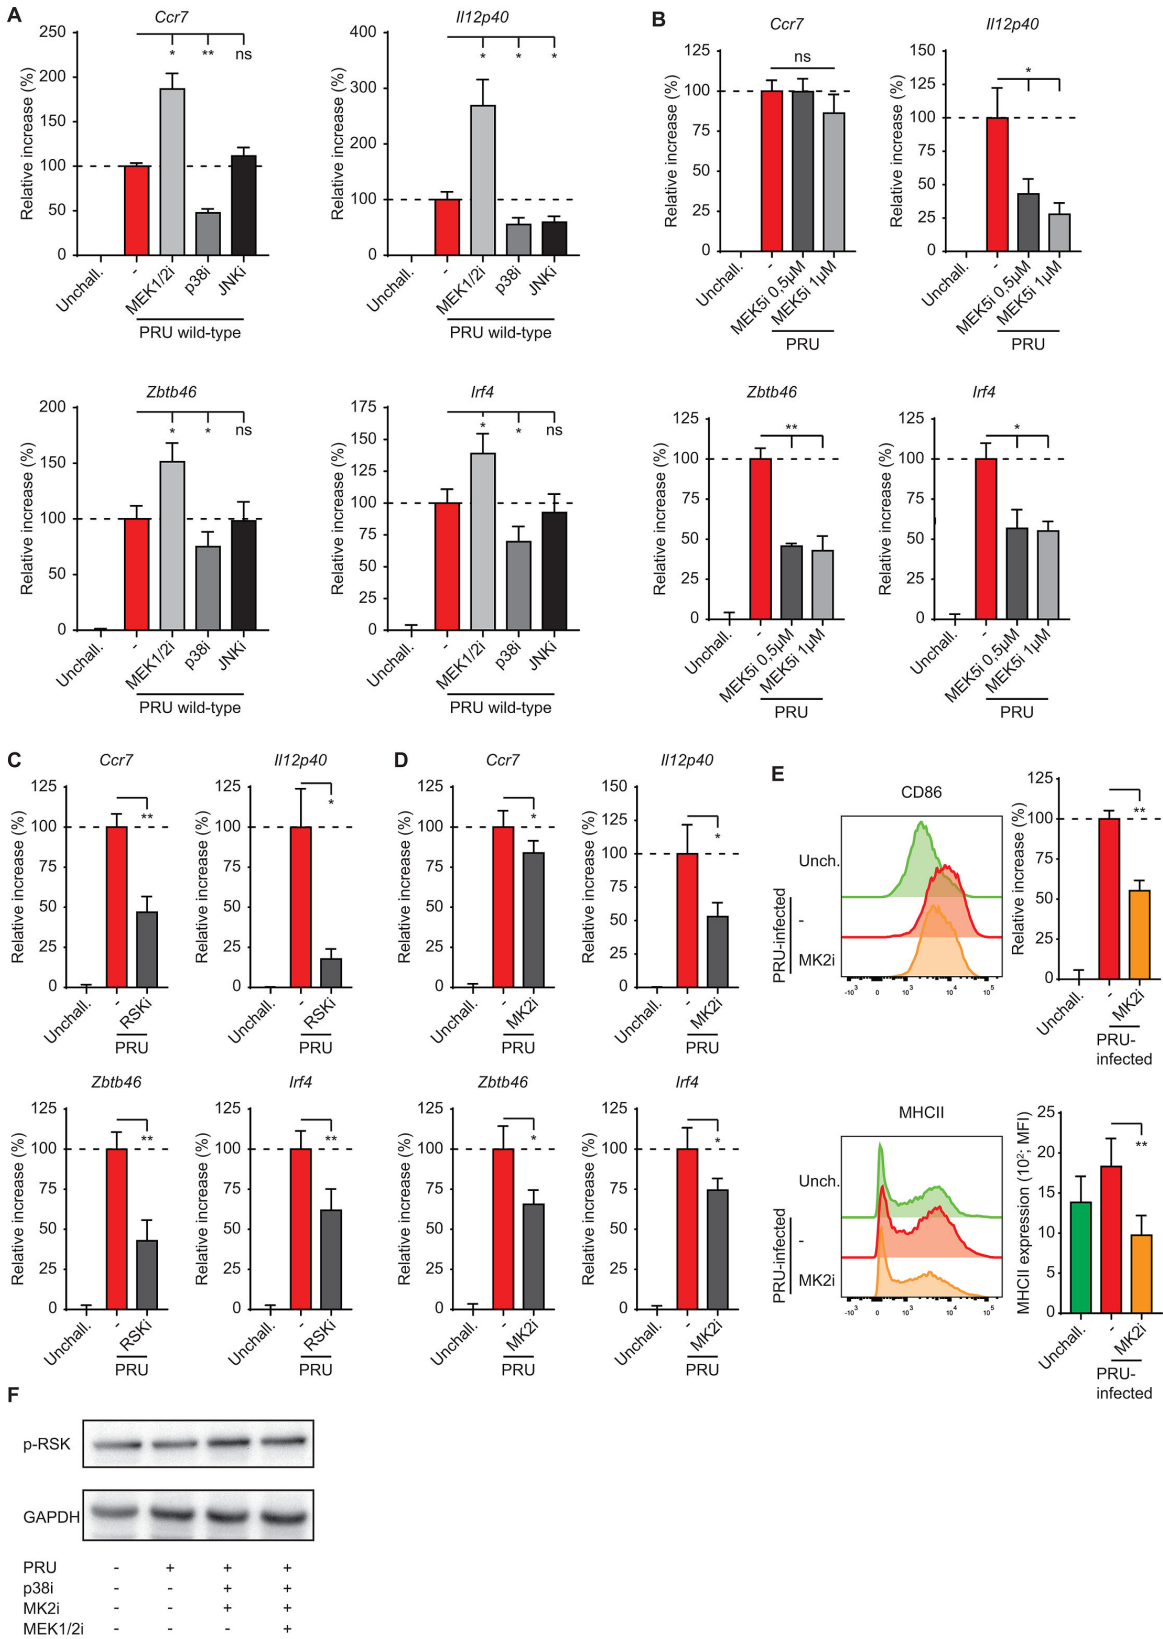 A
Ccr7
Relative increase (%)
250
200
150
100
50
0
* ** ns
Unchall. - MEK1/2i p38i JNKi
PRU wild-type
Il12p40
Relative increase (%)
400
300
200
100
0
* * *
Unchall. - MEK1/2i p38i JNKi
PRU wild-type
Zbtb46
Relative increase (%)
200
150
100
50
0
* * ns
Unchall. - MEK1/2i p38i JNKi
PRU wild-type
Irf4
Relative increase (%)
175
150
125
100
75
50
25
0
* * ns
Unchall. - MEK1/2i p38i JNKi
PRU wild-type
B
Ccr7
Relative increase (%)
125
100
75
50
25
0
ns
Unchall. - MEK5i 0,5µM MEK5i 1µM
PRU
Il12p40
Relative increase (%)
150
125
100
75
50
25
0
*
Unchall. - MEK5i 0,5µM MEK5i 1µM
PRU
Zbtb46
Relative increase (%)
125
100
75
50
25
0
**
Unchall. - MEK5i 0,5µM MEK5i 1µM
PRU
Irf4
Relative increase (%)
125
100
75
50
25
0
*
Unchall. - MEK5i 0,5µM MEK5i 1µM
PRU
C
Ccr7
Relative increase (%)
125
100
75
50
25
0
**
Unchall. - RSKi
PRU
Il12p40
Relative increase (%)
125
100
75
50
25
0
*
Unchall. - RSKi
PRU
Zbtb46
Relative increase (%)
125
100
75
50
25
0
**
Unchall. - RSKi
PRU
Irf4
Relative increase (%)
125
100
75
50
25
0
**
Unchall. - RSKi
PRU
D
Ccr7
Relative increase (%)
125
100
75
50
25
0
*
Unchall. - MK2i
PRU
Il12p40
Relative increase (%)
150
125
100
75
50
25
0
*
Unchall. - MK2i
PRU
Zbtb46
Relative increase (%)
125
100
75
50
25
0
*
Unchall. - MK2i
PRU
Irf4
Relative increase (%)
125
100
75
50
25
0
*
Unchall. - MK2i
PRU
E
CD86
Unch.
PRU-infected
-
MK2i
-10³ 0 10³ 10⁴ 10⁵
Relative increase (%)
125
100
75
50
25
0
**
Unchall. - MK2i
PRU-
infected
MHCII
Unch.
PRU-infected
-
MK2i
-10³ 0 10³ 10⁴ 10⁵
MHCII expression (10²; MFI)
25
20
15
10
5
0
**
Unchall. - MK2i
PRU-
infected
F
p-RSK
GAPDH
PRU - + + +
p38i - - + +
MK2i - - + +
MEK1/2i - - - +